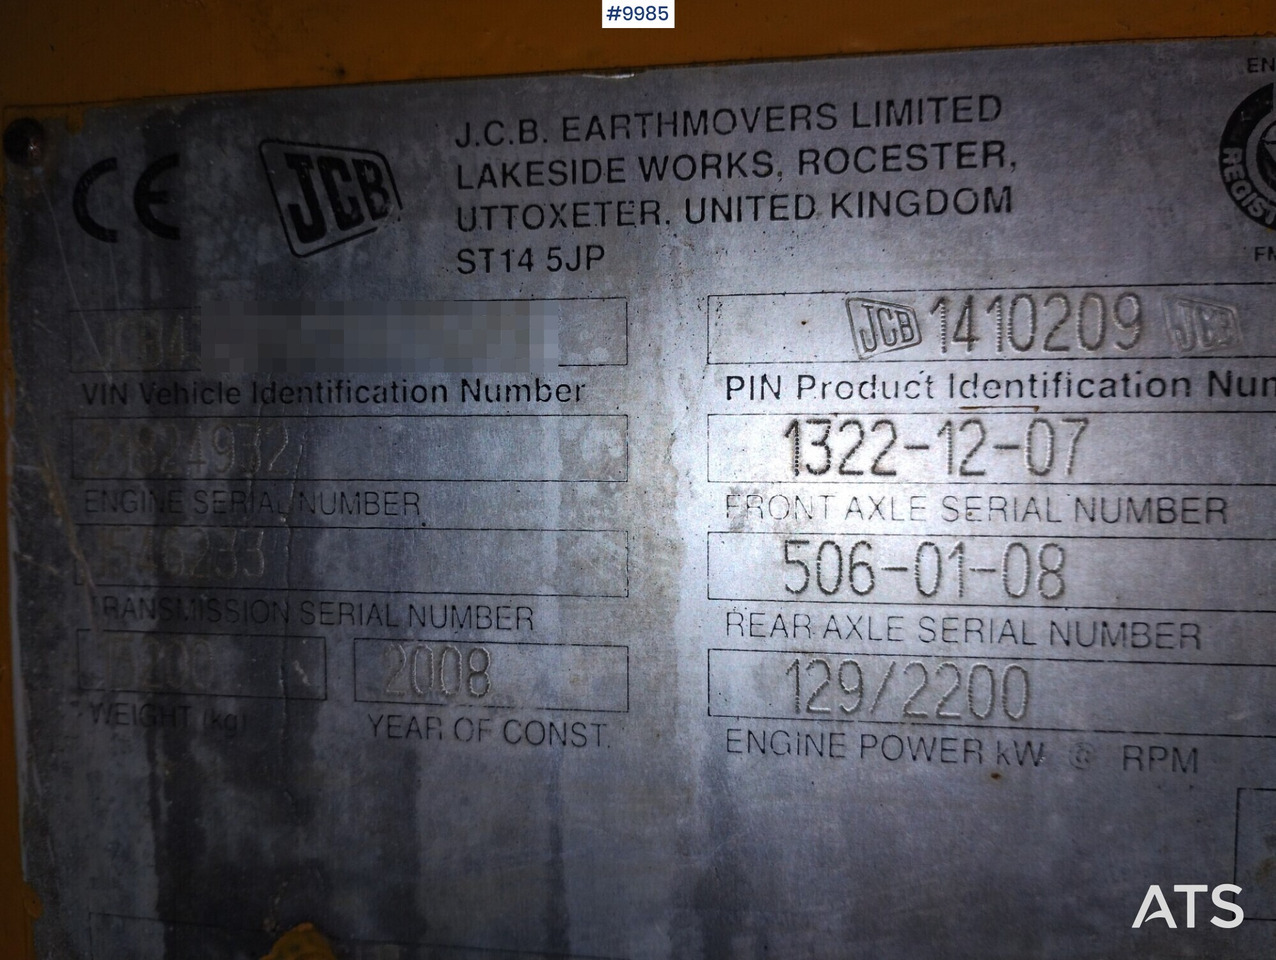 #9985
CE
JCB
J.C.B. EARTHMOVERS LIMITED
LAKESIDE WORKS, ROCESTER,
UTTOXETER, UNITED KINGDOM
ST14 5JP
JCB 1410209 JCB
VIN Vehicle Identification Number
PIN Product Identification Num
1322-12-07
ENGINE SERIAL NUMBER
FRONT AXLE SERIAL NUMBER
506-01-08
TRANSMISSION SERIAL NUMBER
REAR AXLE SERIAL NUMBER
2008
129/2200
WEIGHT (kg)
YEAR OF CONST.
ENGINE POWER kW @ RPM
ATS